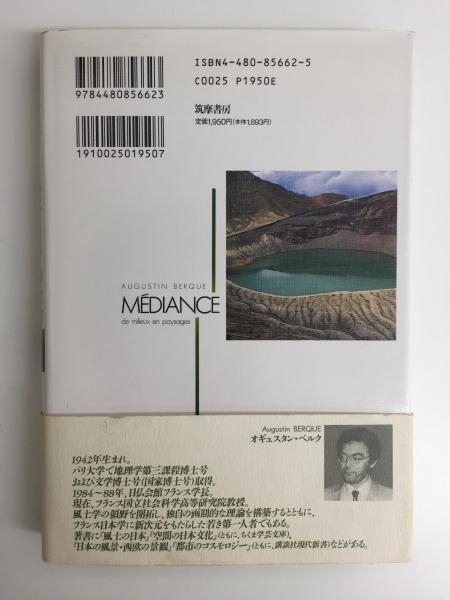 ISBN4-480-85662-5
C0025 P1950E
9784480856623
筑摩書房
定価1,950円(本体1,893円)
1910025019507
AUGUSTIN BERQUE
MÉDIANCE
de milieux en paysages
Augustin BERQUE
オギュスタン・ベルク
1942年生まれ。
パリ大学で地理学第三課程博士号
および文学博士号(国家博士号)取得。
1984〜88年、日仏会館フランス学長。
現在、フランス国立社会科学高等研究院教授。
風土学の領野を開拓し、独自の画期的な理論を構築するとともに、
フランス日本学に新次元をもたらした若き第一人者でもある。
著書に『風土の日本』『空間の日本文化』(ともに、ちくま学芸文庫)、
『日本の風景・西欧の景観』『都市のコスモロジー』(ともに、講談社現代新書)などがある。